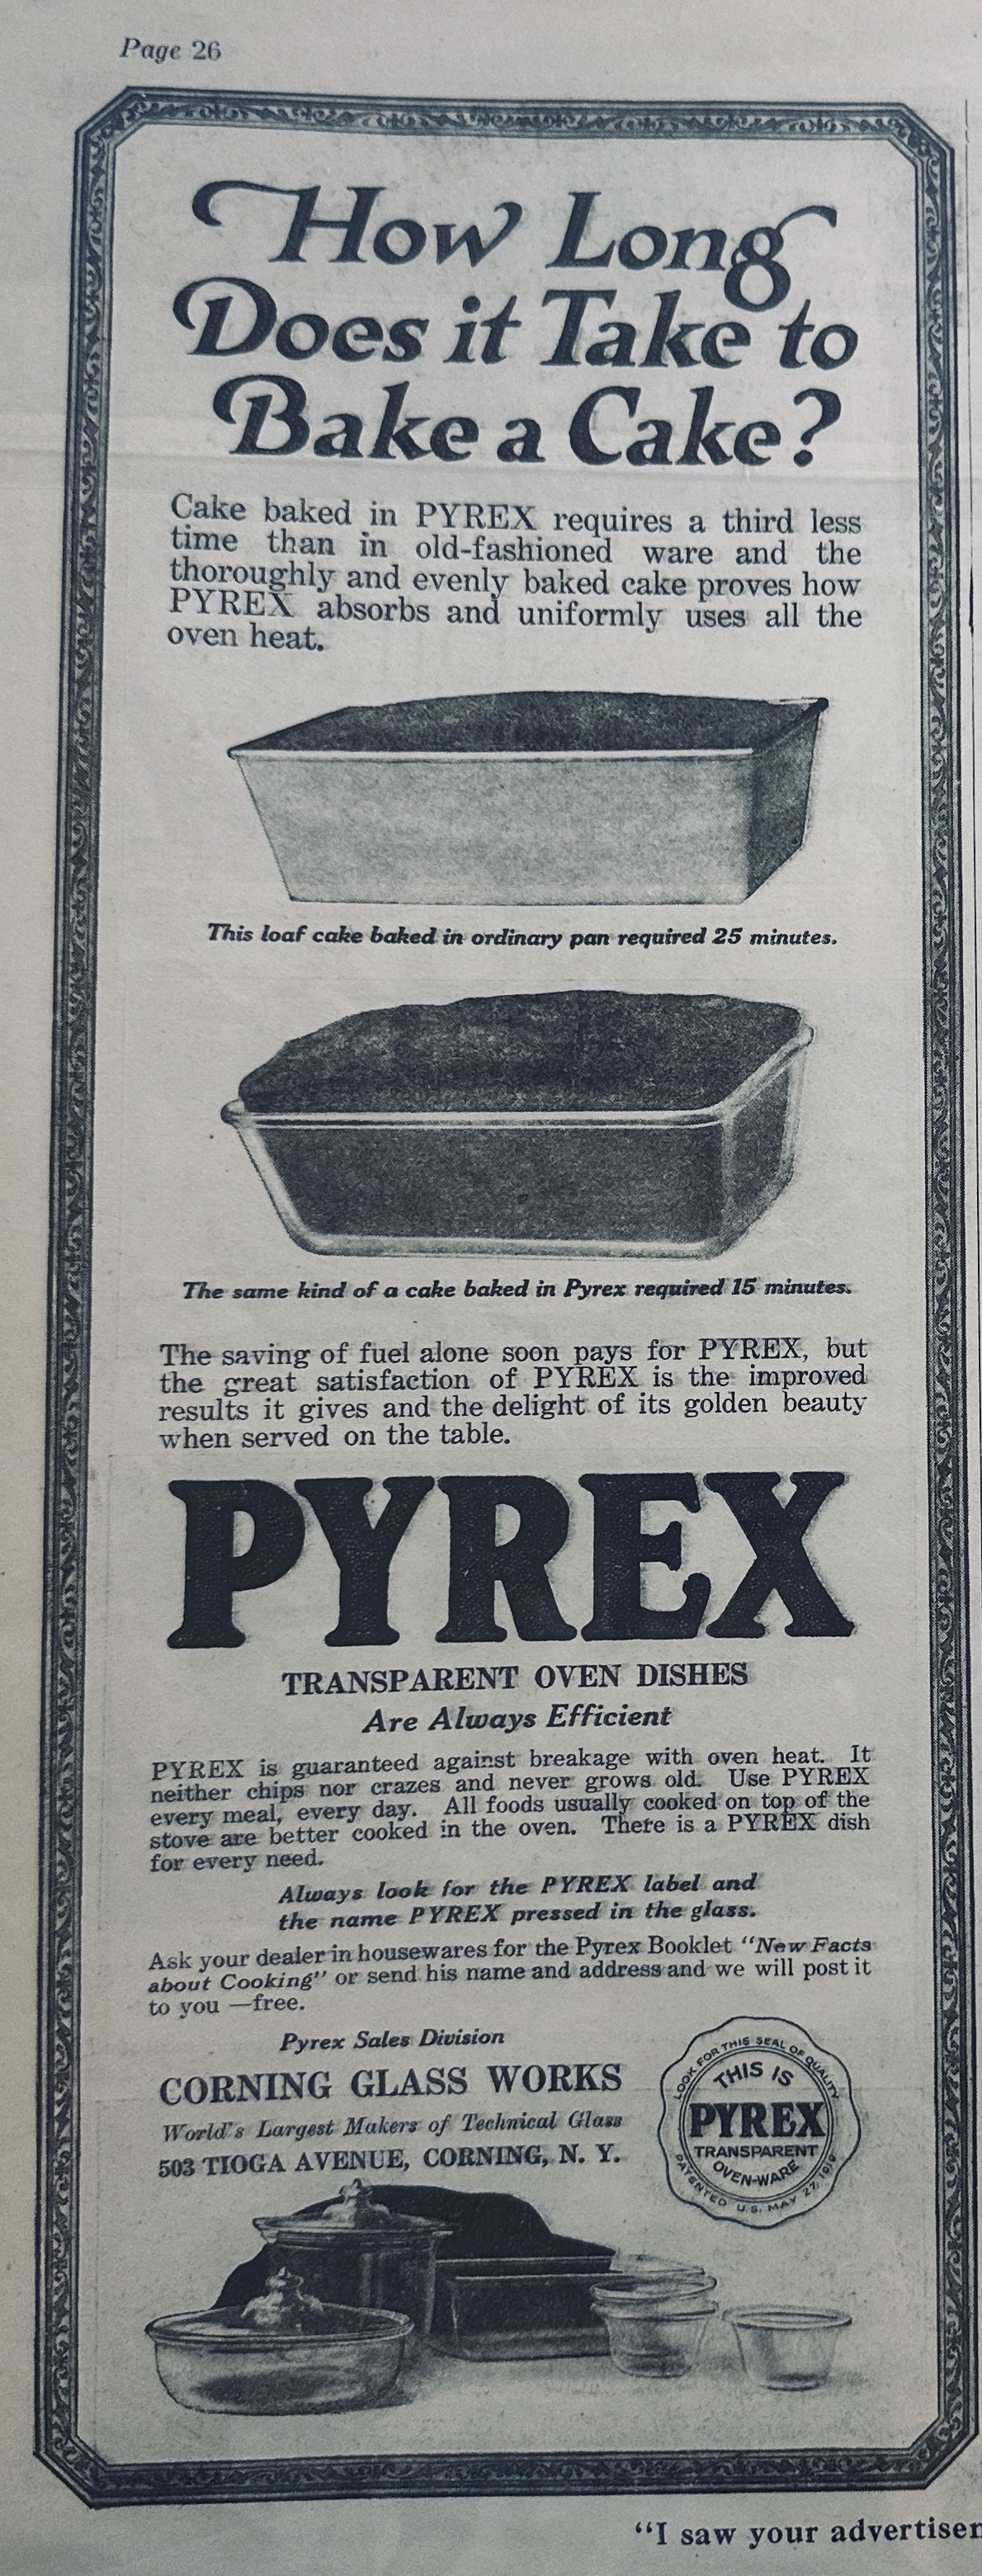 Page 26
How Long
Does it Take to
Bake a Cake?
Cake baked in PYREX requires a third less
time than in old-fashioned ware and the
thoroughly and evenly baked cake proves how
PYREX absorbs and uniformly uses all the
oven heat.
This loaf cake baked in ordinary pan required 25 minutes.
The same kind of a cake baked in Pyrex required 15 minutes.
The saving of fuel alone soon pays for PYREX, but
the great satisfaction of PYREX is the improved
results it gives and the delight of its golden beauty
when served on the table.
PYREX
TRANSPARENT OVEN DISHES
Are Always Efficient
PYREX is guaranteed against breakage with oven heat. It
neither chips nor crazes and never grows old. Use PYREX
every meal, every day. All foods usually cooked on top of the
stove are better cooked in the oven. There is a PYREX dish
for every need.
Always look for the PYREX label and
the name PYREX pressed in the glass.
Ask your dealer in housewares for the Pyrex Booklet "New Facts
about Cooking" or send his name and address and we will post it
to you —free.
Pyrex Sales Division
CORNING GLASS WORKS
World's Largest Makers of Technical Glass
503 TIOGA AVENUE, CORNING, N. Y.
LOOK FOR THIS SEAL OF QUALITY
THIS IS
PYREX
TRANSPARENT
OVEN-WARE
PATENTED U.S. MAY 27, 1919
"I saw your advertisen